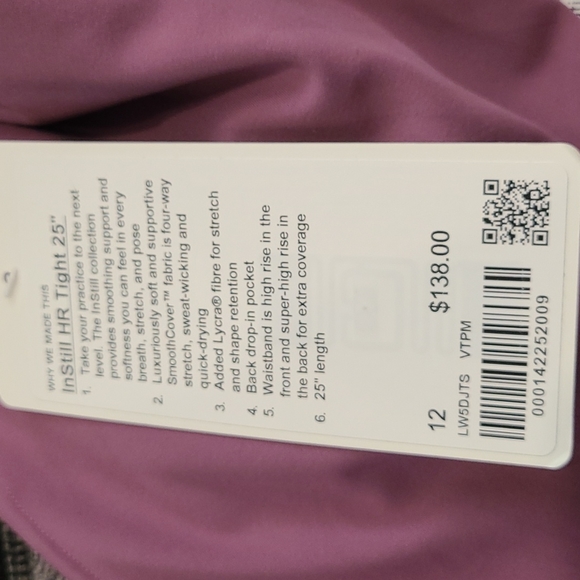 WHY WE MADE THIS
InStill HR Tight 25"
1. Take your practice to the next
level. The InStill collection
provides smoothing support and
softness you can feel in every
breath, stretch, and pose
2. Luxuriously soft and supportive
SmoothCover™ fabric is four-way
stretch, sweat-wicking and
quick-drying
3. Added Lycra® fibre for stretch
and shape retention
4. Back drop-in pocket
5. Waistband is high rise in the
front and super-high rise in
the back for extra coverage
6. 25" length
12 $138.00
LW5DJTS VTPM
000142252009